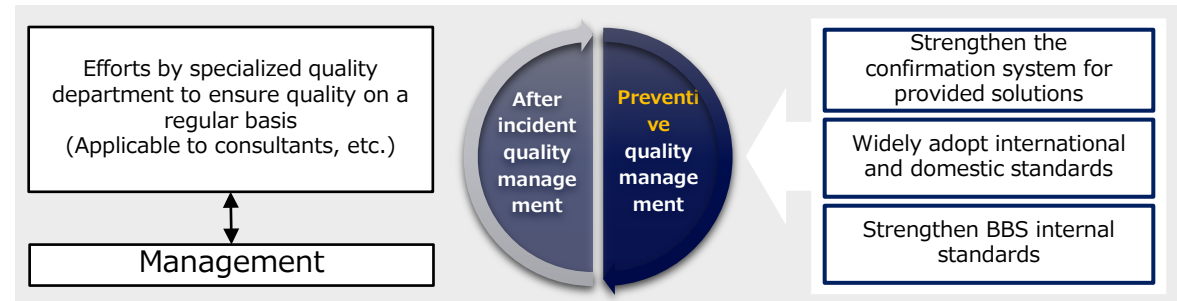 Efforts by specialized quality
department to ensure quality on a
regular basis
(Applicable to consultants, etc.)
Management
After
incident
quality
manage
ment
Preventi
ve
quality
manage
ment
Strengthen the
confirmation system for
provided solutions
Widely adopt international
and domestic standards
Strengthen BBS internal
standards